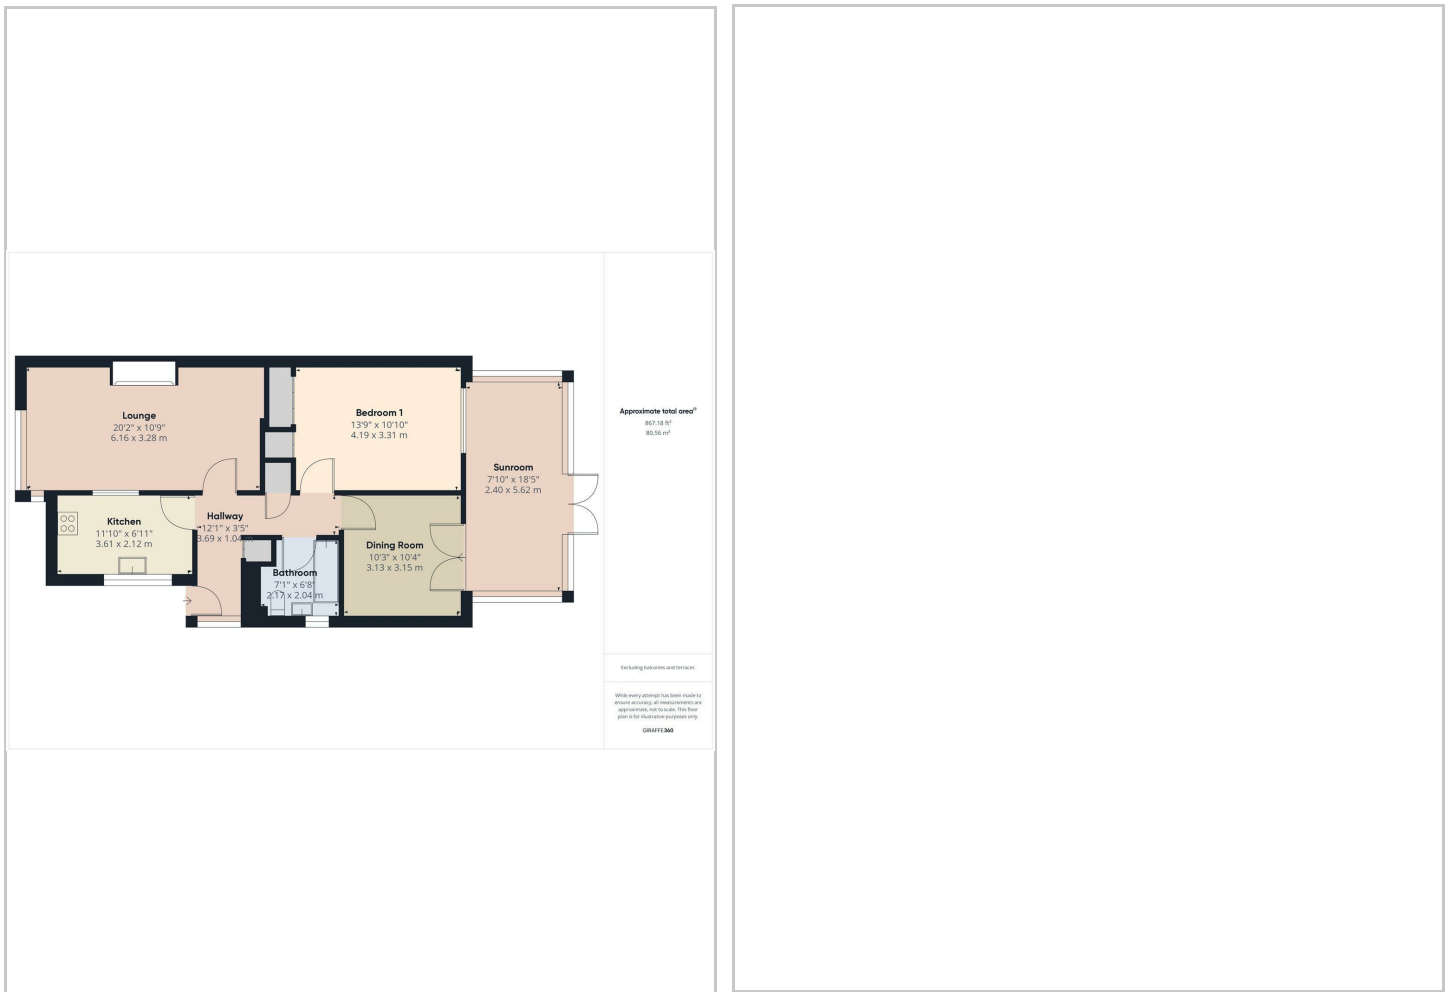 Lounge
20'2" x 10'9"
6.16 x 3.28 m
Bedroom 1
13'9" x 10'10"
4.19 x 3.31 m
Sunroom
7'10" x 18'5"
2.40 x 5.62 m
Kitchen
11'10" x 6'11"
3.61 x 2.12 m
Hallway
12'1" x 3'5"
3.69 x 1.04 m
Dining Room
10'3" x 10'4"
3.13 x 3.15 m
Bathroom
7'1" x 6'8"
2.17 x 2.04 m
Approximate total area⁽¹⁾
867.18 ft²
80.56 m²
Excluding balconies and terraces
While every attempt has been made to
ensure accuracy, all measurements are
approximate, not to scale. This floor
plan is for illustrative purposes only.
GIRAFFE360